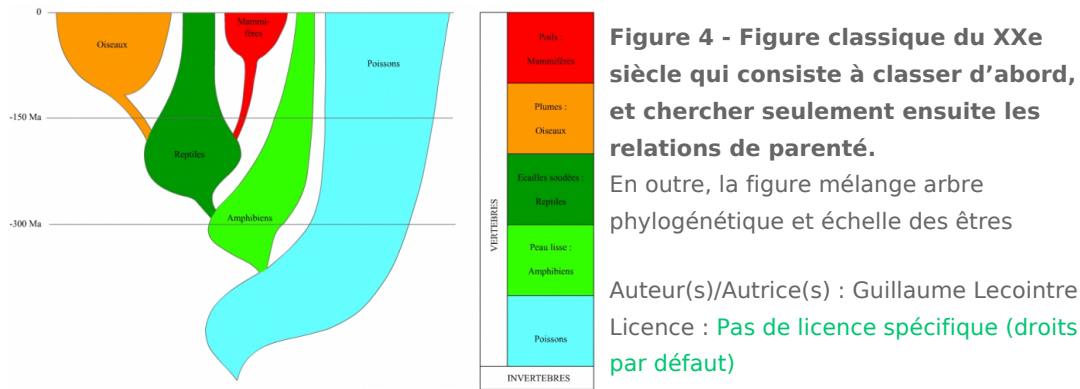 0
-150 Ma
-300 Ma
Oiseaux
Mammi-
fères
Poissons
Reptiles
Amphibiens
VERTEBRES
Poils :
Mammifères
Plumes :
Oiseaux
Ecailles soudées :
Reptiles
Peau lisse :
Amphibiens
Poissons
INVERTEBRES
Figure 4 - Figure classique du XXe
siècle qui consiste à classer d’abord,
et chercher seulement ensuite les
relations de parenté.
En outre, la figure mélange arbre
phylogénétique et échelle des êtres
Auteur(s)/Autrice(s) : Guillaume Lecointre
Licence : Pas de licence spécifique (droits
par défaut)